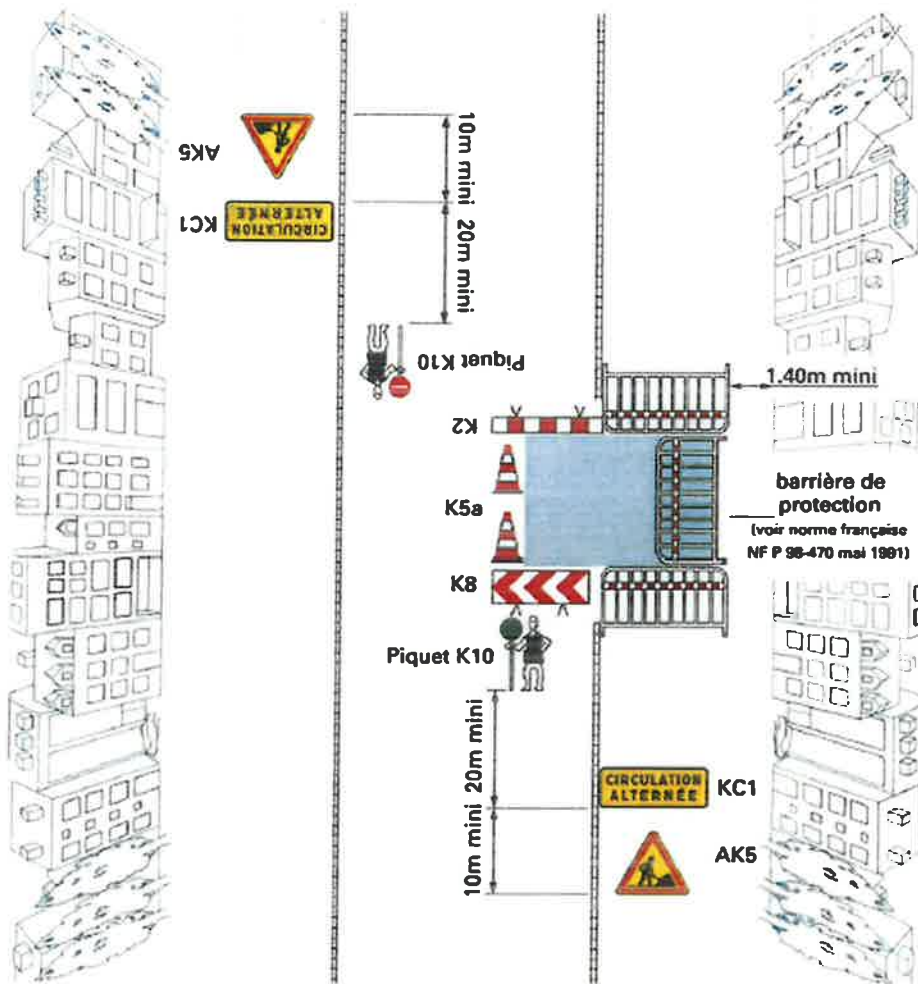 AK5
10m mini
KC1
CIRCULATION
ALTERNÉE
20m mini
Piquet K10
1.40m mini
K2
K5a
barrière de
protection
(voir norme française
NF P 98-470 mai 1991)
K8
Piquet K10
20m mini
CIRCULATION
ALTERNÉE
KC1
10m mini
AK5